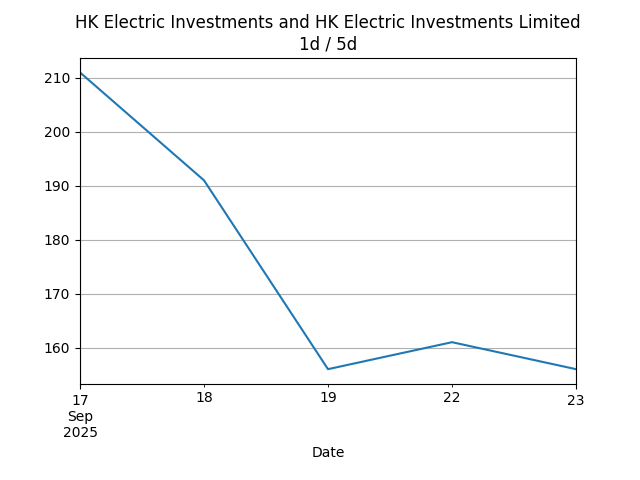 HK Electric Investments and HK Electric Investments Limited
1d / 5d
210
200
190
180
170
160
17 18 19 22 23
Sep
2025
Date